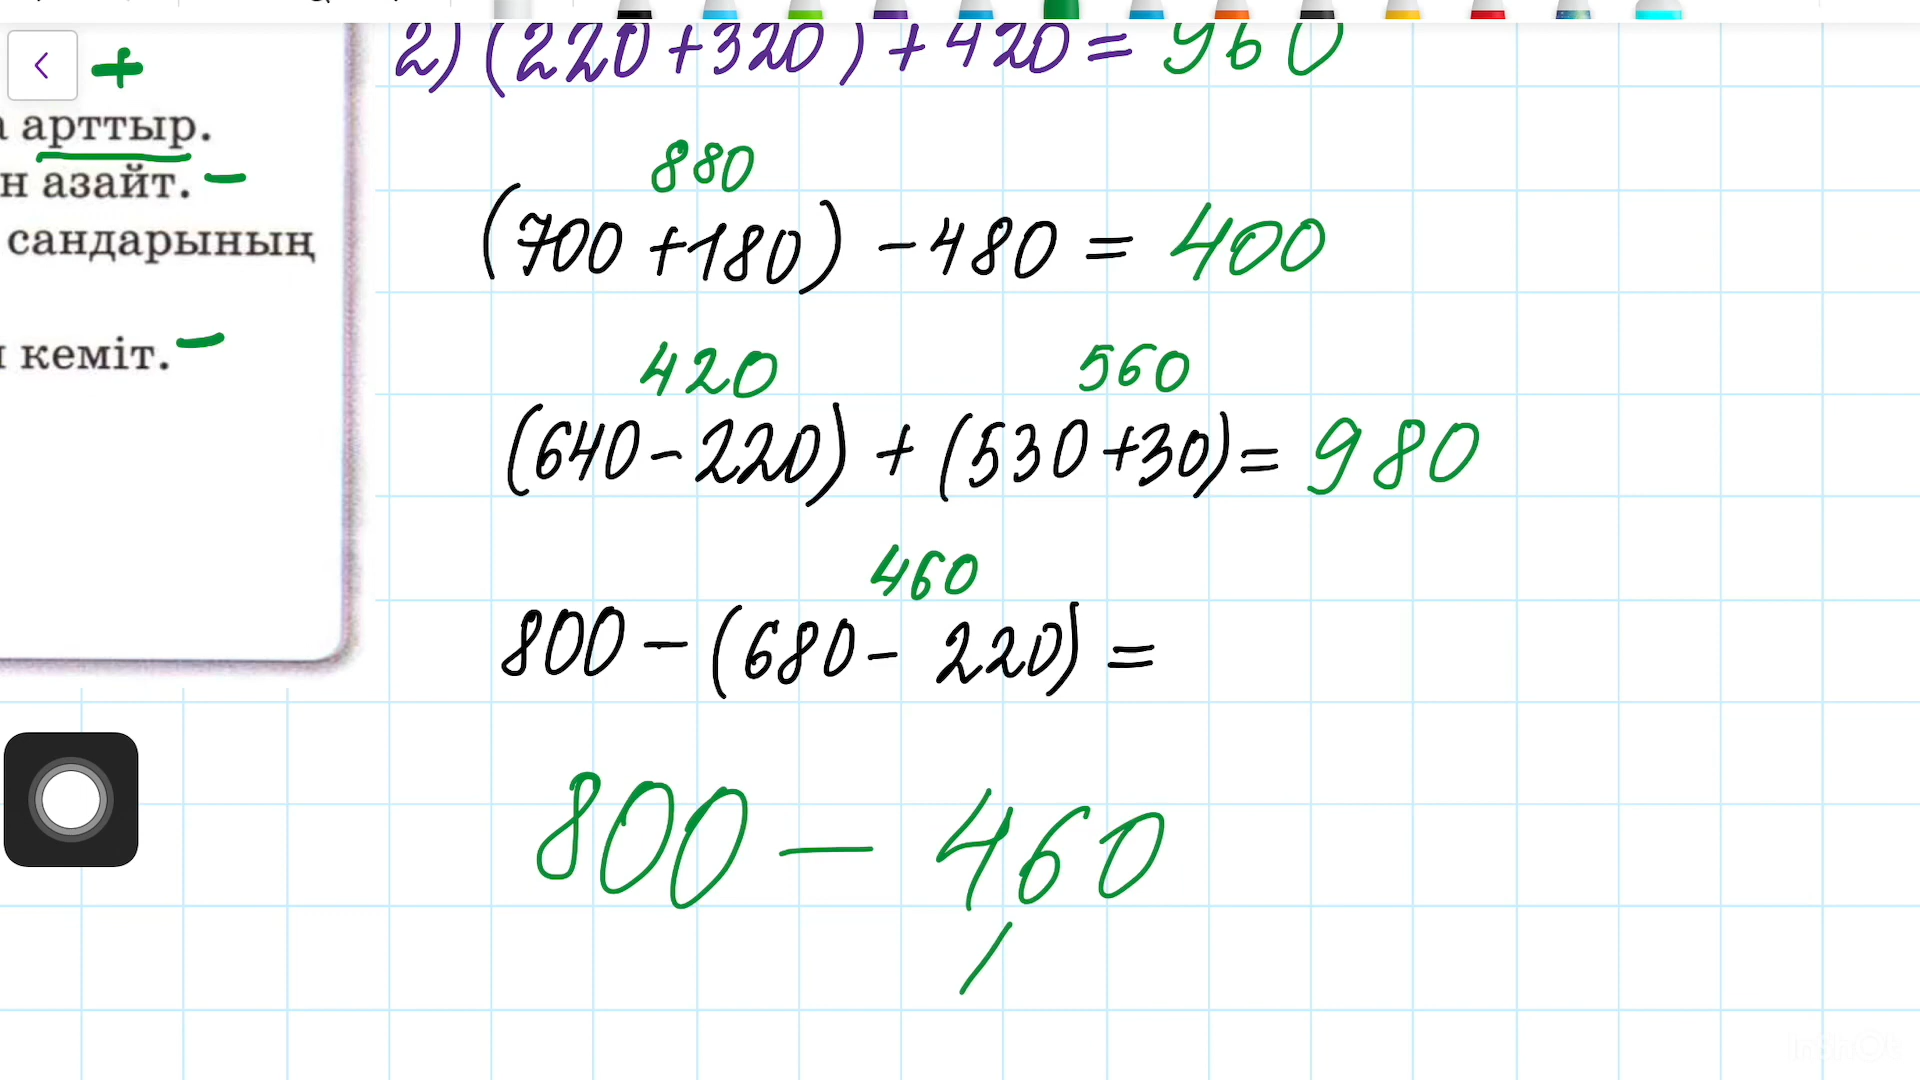 +
арттыр.
азайт. −
сандарының
кеміт. −
2) (220+320) + 420 = 960
880
(700 +180) − 480 = 400
420 560
(640 − 220) + (530 +30) = 980
460
800 − (680 − 220) =
800 − 460